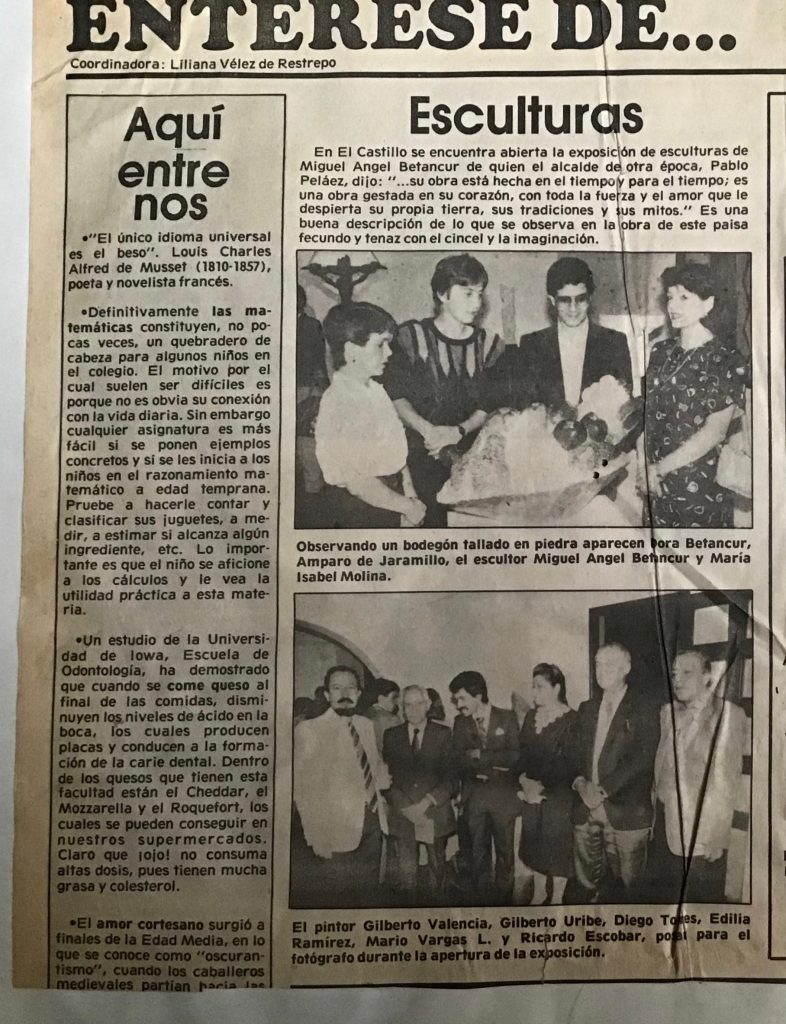 ENTERESE DE...
Coordinadora: Liliana Vélez de Restrepo
Aquí
entre
nos
•"El único idioma universal
es el beso". Louis Charles
Alfred de Musset (1810-1857),
poeta y novelista francés.
•Definitivamente las ma-
temáticas constituyen, no po-
cas veces, un quebradero de
cabeza para algunos niños en
el colegio. El motivo por el
cual suelen ser difíciles es
porque no es obvia su conexión
con la vida diaria. Sin embargo
cualquier asignatura es más
fácil si se ponen ejemplos
concretos y si se les inicia a los
niños en el razonamiento ma-
temático a edad temprana.
Pruebe a hacerle contar y
clasificar sus juguetes, a me-
dir, a estimar si alcanza algún
ingrediente, etc. Lo impor-
tante es que el niño se aficione
a los cálculos y le vea la
utilidad práctica a esta mate-
ria.
•Un estudio de la Universi-
dad de Iowa, Escuela de
Odontología, ha demostrado
que cuando se come queso al
final de las comidas, dismi-
nuyen los niveles de ácido en la
boca, los cuales producen
placas y conducen a la forma-
ción de la carie dental. Dentro
de los quesos que tienen esta
facultad están el Cheddar, el
Mozzarella y el Roquefort, los
cuales se pueden conseguir en
nuestros supermercados.
Claro que ¡ojo! no consuma
altas dosis, pues tienen mucha
grasa y colesterol.
•El amor cortesano surgió a
finales de la Edad Media, en lo
que se conoce como "oscuran-
tismo", cuando los caballeros
medievales partían hacia las
Esculturas
En El Castillo se encuentra abierta la exposición de esculturas de
Miguel Angel Betancur de quien el alcalde de otra época, Pablo
Peláez, dijo: "...su obra está hecha en el tiempo y para el tiempo; es
una obra gestada en su corazón, con toda la fuerza y el amor que le
despierta su propia tierra, sus tradiciones y sus mitos." Es una
buena descripción de lo que se observa en la obra de este paisa
fecundo y tenaz con el cincel y la imaginación.
Observando un bodegón tallado en piedra aparecen Dora Betancur,
Amparo de Jaramillo, el escultor Miguel Angel Betancur y María
Isabel Molina.
El pintor Gilberto Valencia, Gilberto Uribe, Diego Edilia
Ramírez, Mario Vargas L. y Ricardo Escobar, para el
fotógrafo durante la apertura de la exposición.